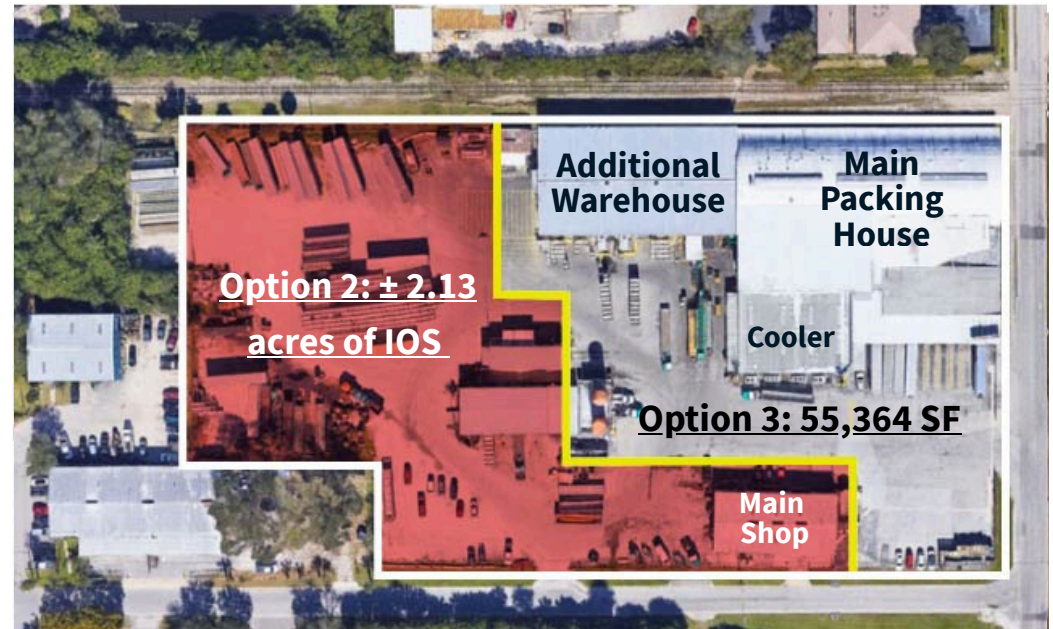 Additional
Warehouse
Main
Packing
House
Option 2: ± 2.13
acres of IOS
Cooler
Option 3: 55,364 SF
Main
Shop